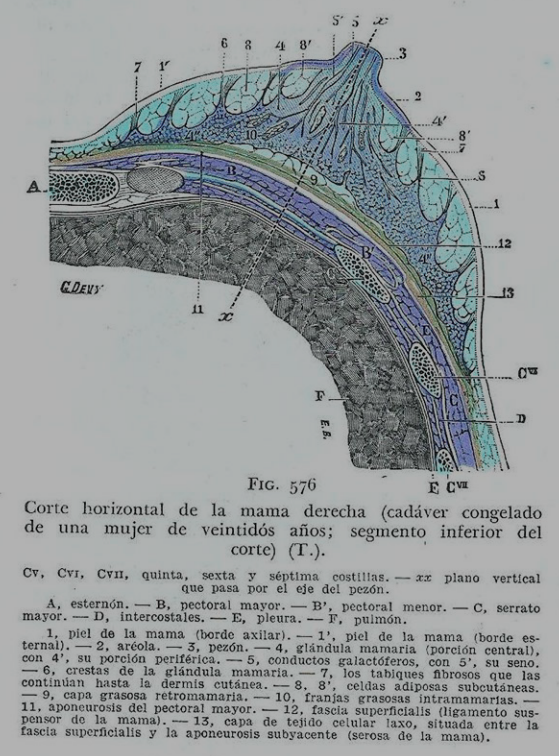 5' 5 x
6 8 4 8' 3
7 1' 2
4'
8'
7
6
4'' 10
A B 9 1
12
B'
4''
13
G. DEVY
11 x
C VI
F C
D
E. B.
E C VII
FIG. 576
Corte horizontal de la mama derecha (cadáver congelado
de una mujer de veintidós años; segmento inferior del
corte) (T.).
Cv, Cvi, Cvii, quinta, sexta y séptima costillas. — xx plano vertical
que pasa por el eje del pezón.
A, esternón. — B, pectoral mayor. — B', pectoral menor. — C, serrato
mayor. — D, intercostales. — E, pleura. — F, pulmón.
1, piel de la mama (borde axilar). — 1', piel de la mama (borde es-
ternal). — 2, aréola. — 3, pezón. — 4, glándula mamaria (porción central),
con 4', su porción periférica. — 5, conductos galactóferos, con 5', su seno.
— 6, crestas de la glándula mamaria. — 7, los tabiques fibrosos que las
continúan hasta la dermis cutánea. — 8, 8', celdas adiposas subcutáneas.
— 9, capa grasosa retromamaria. — 10, franjas grasosas intramamarias. —
11, aponeurosis del pectoral mayor. — 12, fascia superficialis (ligamento sus-
pensor de la mama). — 13, capa de tejido celular laxo, situada entre la
fascia superficialis y la aponeurosis subyacente (serosa de la mama).